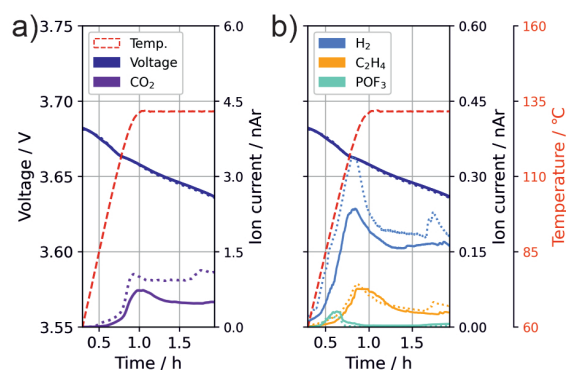 a)
Voltage / V
3.75
3.70
3.65
3.60
3.55
Temp.
Voltage
CO₂
6.0
4.5
3.0
1.5
0.0
Ion current / nAr
0.5 1.0 1.5
Time / h
b)
H₂
C₂H₄
POF₃
0.60
0.45
0.30
0.15
0.00
Ion current / nAr
0.5 1.0 1.5
Time / h
160
135
110
85
60
Temperature / °C